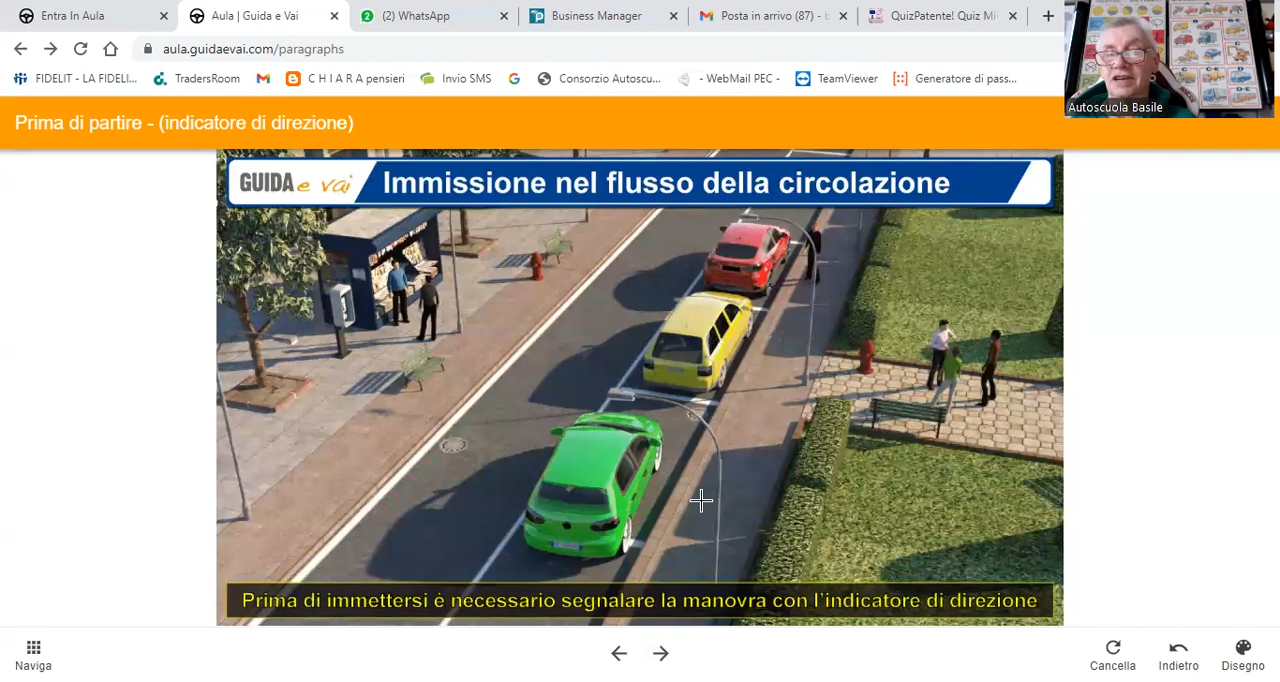 Entra In Aula
Aula | Guida e Vai
(2) WhatsApp
Business Manager
Posta in arrivo (87) - b
QuizPatente! Quiz Mi
aula.guidaevai.com/paragraphs
FIDELIT - LA FIDELI...
TradersRoom
C H I A R A pensieri
Invio SMS
Consorzio Autoscu...
- WebMail PEC -
TeamViewer
Generatore di pass...
Autoscuola Basile
Prima di partire - (indicatore di direzione)
GUIDA e vai
Immissione nel flusso della circolazione
Prima di immettersi è necessario segnalare la manovra con l'indicatore di direzione
Naviga
Cancella
Indietro
Disegno